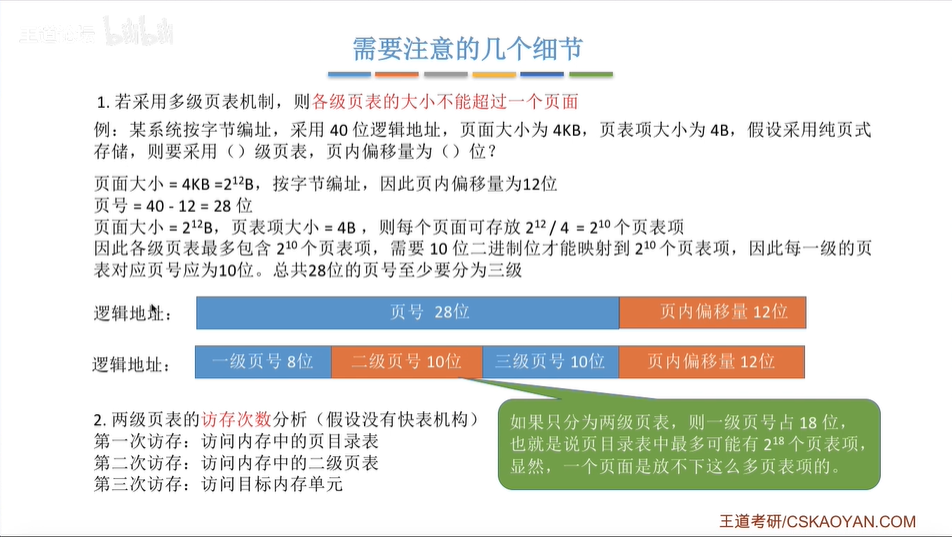 需要注意的几个细节
1. 若采用多级页表机制，则各级页表的大小不能超过一个页面
例：某系统按字节编址，采用 40 位逻辑地址，页面大小为 4KB，页表项大小为 4B，假设采用纯页式
存储，则要采用（）级页表，页内偏移量为（）位？
页面大小 = 4KB =2¹²B，按字节编址，因此页内偏移量为12位
页号 = 40 - 12 = 28 位
页面大小 = 2¹²B，页表项大小 = 4B ，则每个页面可存放 2¹² / 4 = 2¹⁰ 个页表项
因此各级页表最多包含 2¹⁰ 个页表项，需要 10 位二进制位才能映射到 2¹⁰ 个页表项，因此每一级的页
表对应页号应为10位。总共28位的页号至少要分为三级
逻辑地址： 页号 28位 页内偏移量 12位
逻辑地址： 一级页号 8位 二级页号 10位 三级页号 10位 页内偏移量 12位
2. 两级页表的访存次数分析（假设没有快表机构）
第一次访存：访问内存中的页目录表
第二次访存：访问内存中的二级页表
第三次访存：访问目标内存单元
如果只分为两级页表，则一级页号占 18 位，
也就是说页目录表中最多可能有 2¹⁸ 个页表项，
显然，一个页面是放不下这么多页表项的。
王道考研/CSKAOYAN.COM